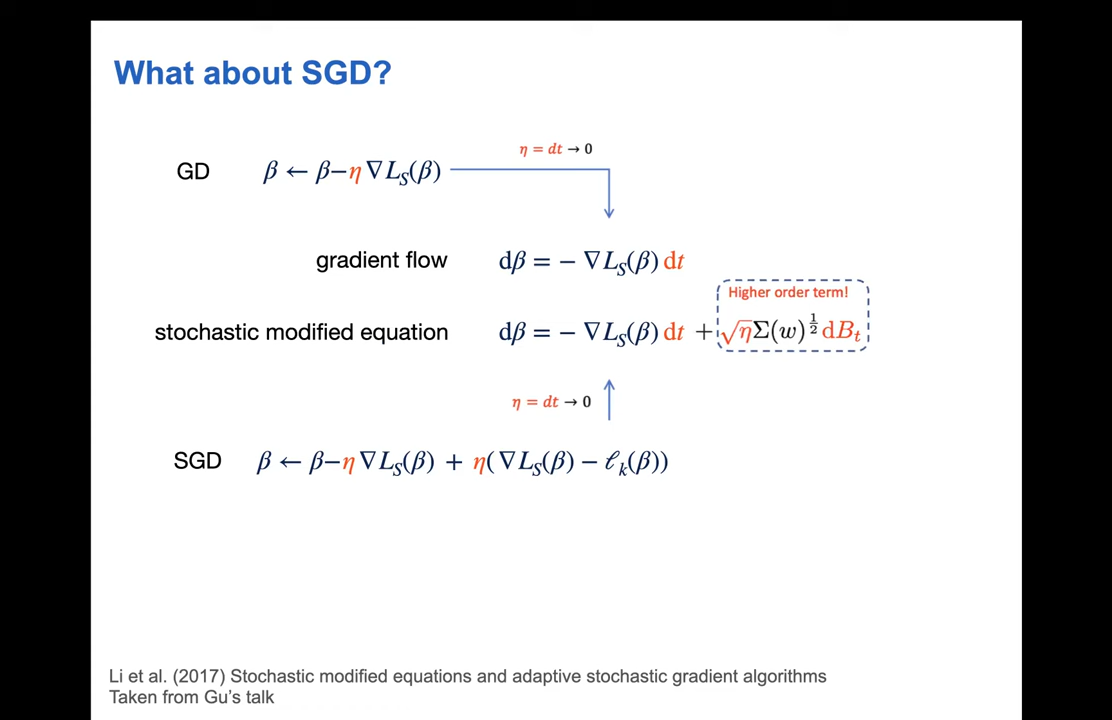 What about SGD?
η = dt → 0
GD β ← β−η∇L_S(β)
gradient flow dβ = − ∇L_S(β) dt
Higher order term!
stochastic modified equation dβ = − ∇L_S(β) dt + √η Σ(w)^{1/2} dB_t
η = dt → 0
SGD β ← β−η∇L_S(β) + η(∇L_S(β) − ℓ_k(β))
Li et al. (2017) Stochastic modified equations and adaptive stochastic gradient algorithms
Taken from Gu's talk